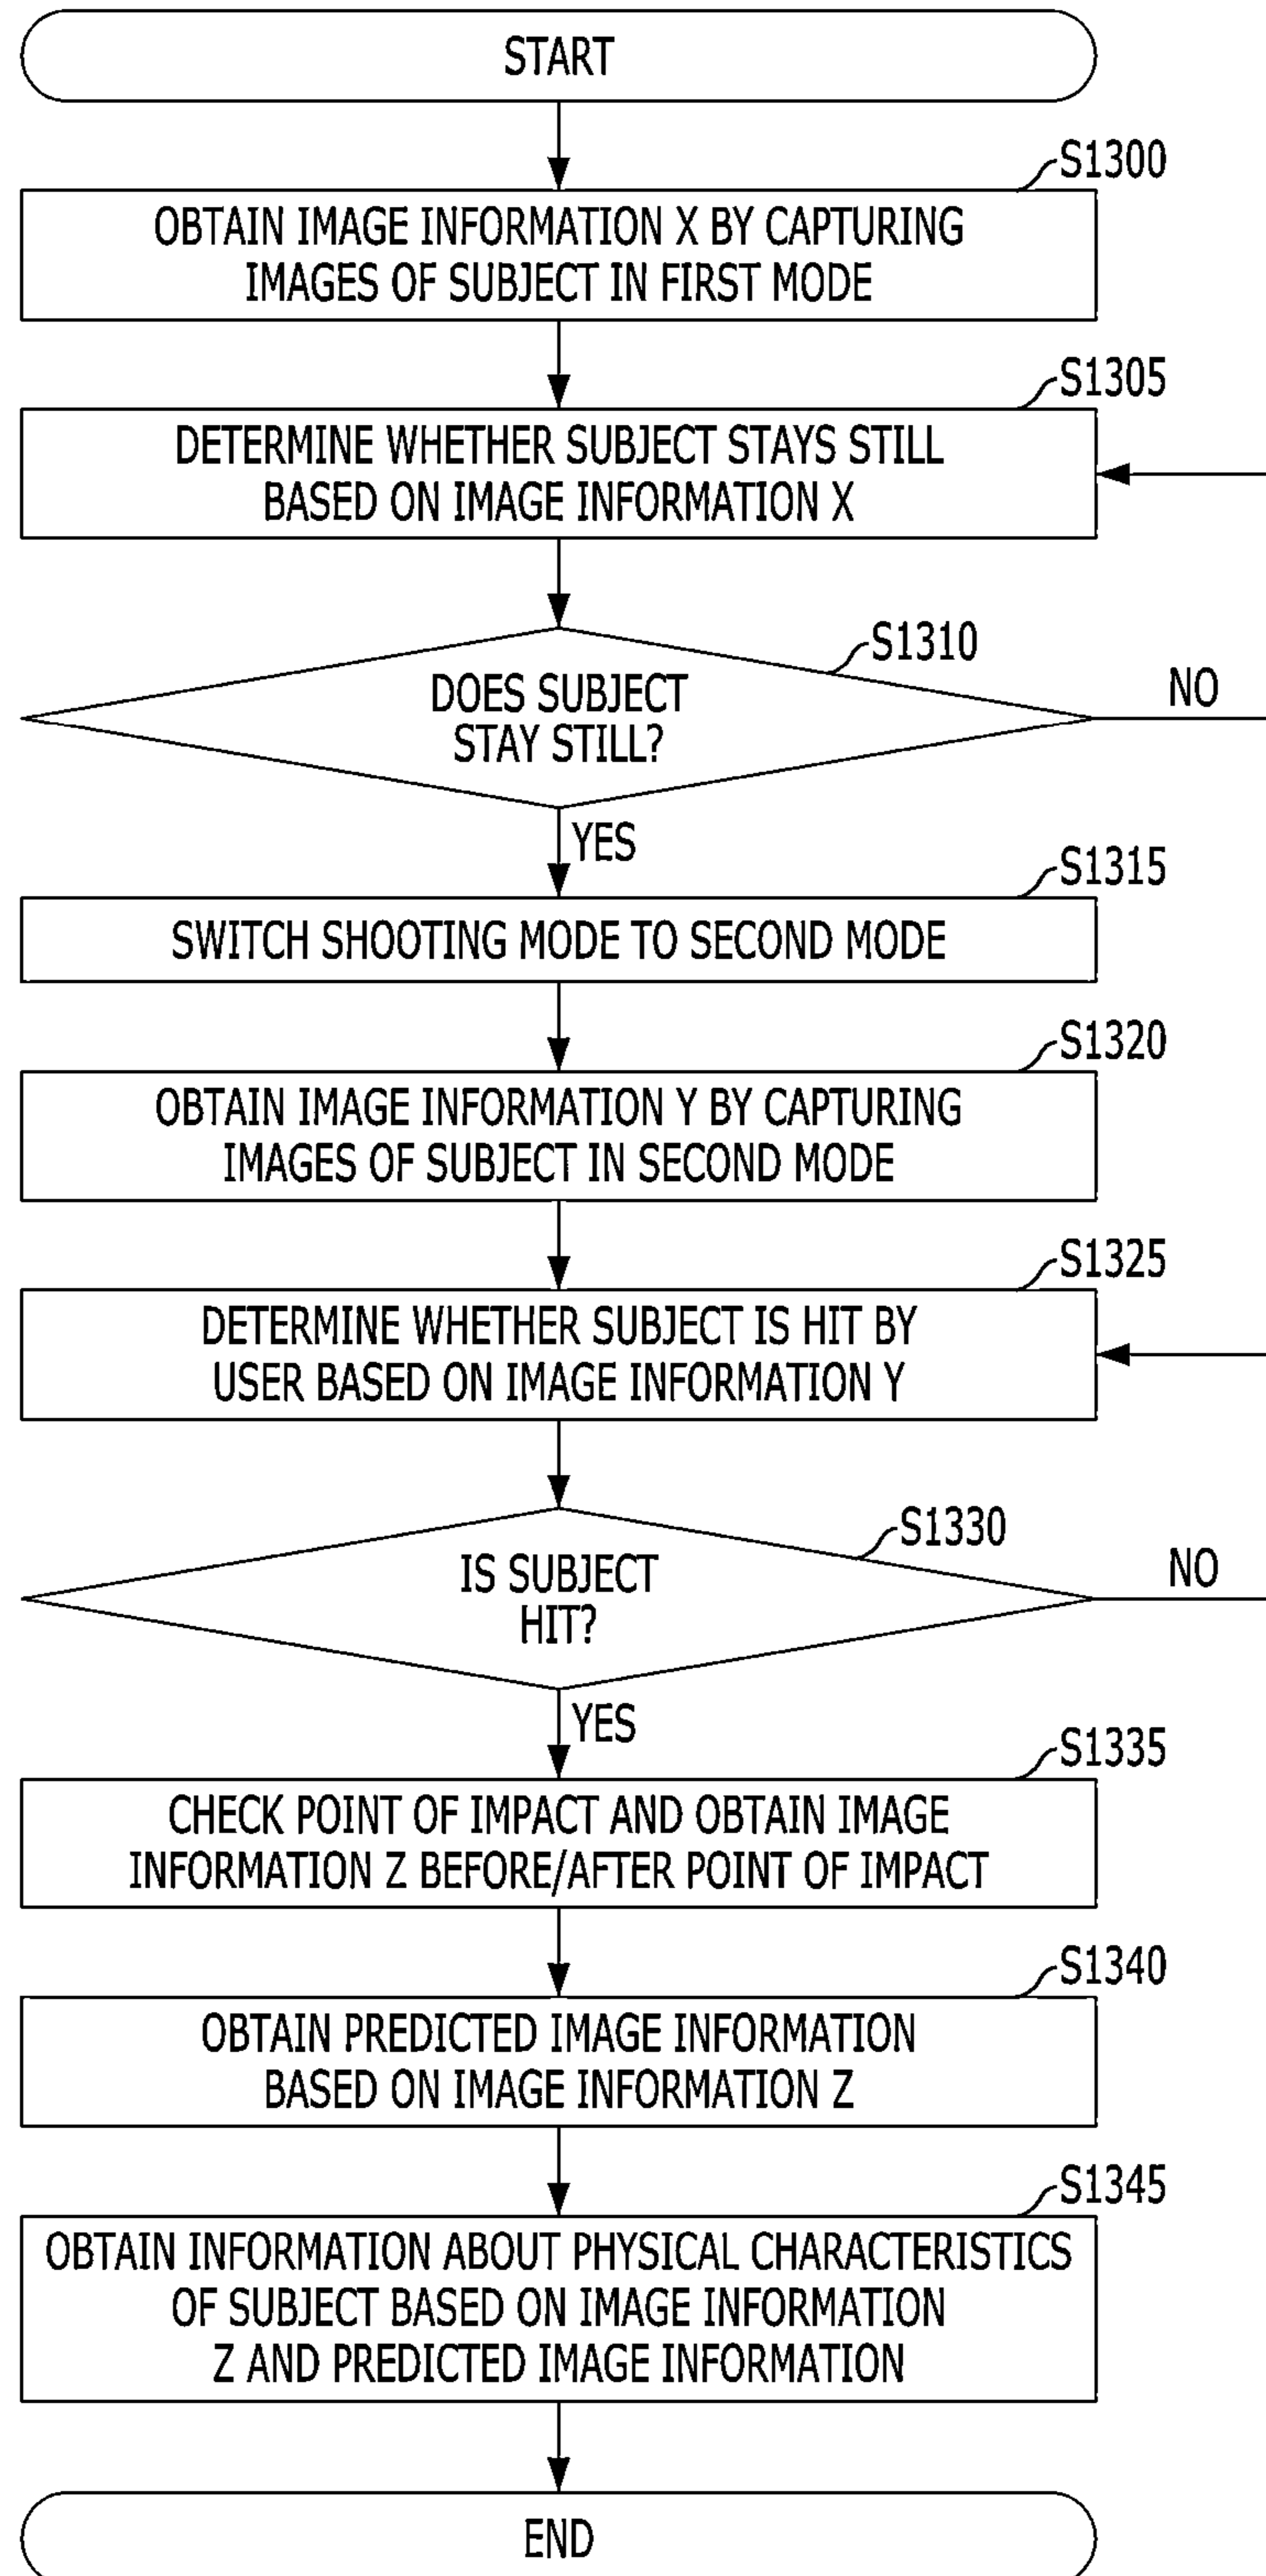 START
S1300
OBTAIN IMAGE INFORMATION X BY CAPTURING
IMAGES OF SUBJECT IN FIRST MODE
S1305
DETERMINE WHETHER SUBJECT STAYS STILL
BASED ON IMAGE INFORMATION X
S1310
DOES SUBJECT
STAY STILL?
NO
YES
S1315
SWITCH SHOOTING MODE TO SECOND MODE
S1320
OBTAIN IMAGE INFORMATION Y BY CAPTURING
IMAGES OF SUBJECT IN SECOND MODE
S1325
DETERMINE WHETHER SUBJECT IS HIT BY
USER BASED ON IMAGE INFORMATION Y
S1330
IS SUBJECT
HIT?
NO
YES
S1335
CHECK POINT OF IMPACT AND OBTAIN IMAGE
INFORMATION Z BEFORE/AFTER POINT OF IMPACT
S1340
OBTAIN PREDICTED IMAGE INFORMATION
BASED ON IMAGE INFORMATION Z
S1345
OBTAIN INFORMATION ABOUT PHYSICAL CHARACTERISTICS
OF SUBJECT BASED ON IMAGE INFORMATION
Z AND PREDICTED IMAGE INFORMATION
END